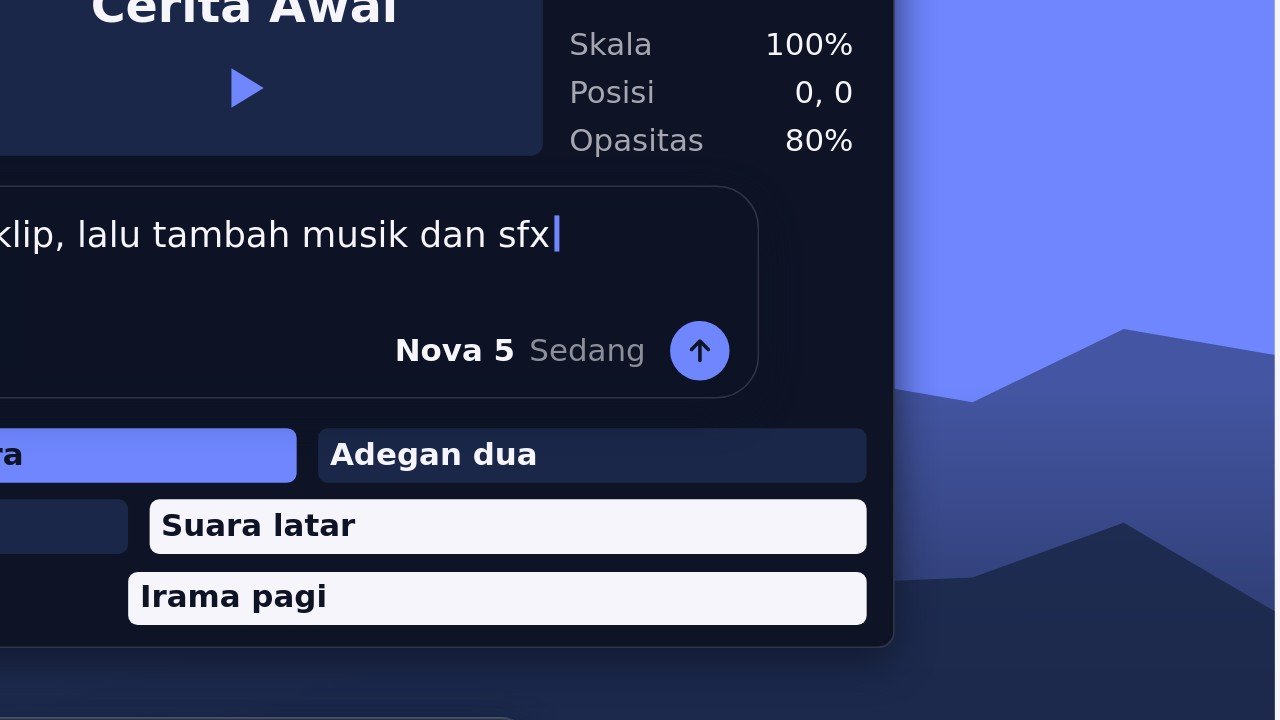 Cerita Awal
Skala 100%
Posisi 0, 0
Opasitas 80%
klip, lalu tambah musik dan sfx
Nova 5 Sedang
Adegan dua
Suara latar
Irama pagi